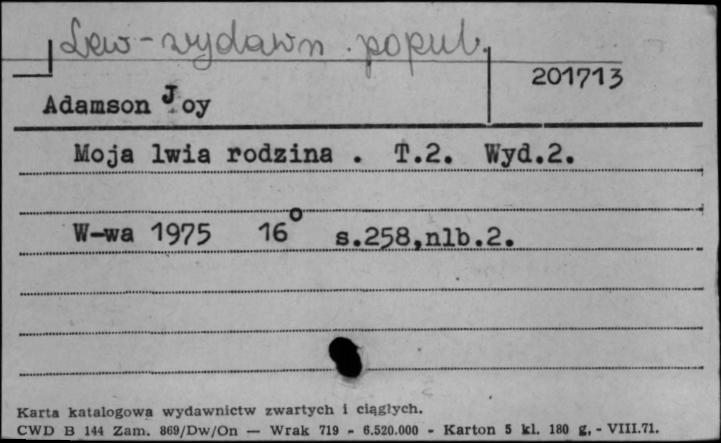 Lew - wydawn. popul.
201713
Adamson Joy
Moja lwia rodzina . T.2. Wyd.2.
W-wa 1975 16° s.258,nlb.2.
Karta katalogowa wydawnictw zwartych i ciągłych.
CWD B 144 Zam. 869/Dw/On — Wrak 719 - 6.520.000 - Karton 5 kl. 180 g, - VIII.71.